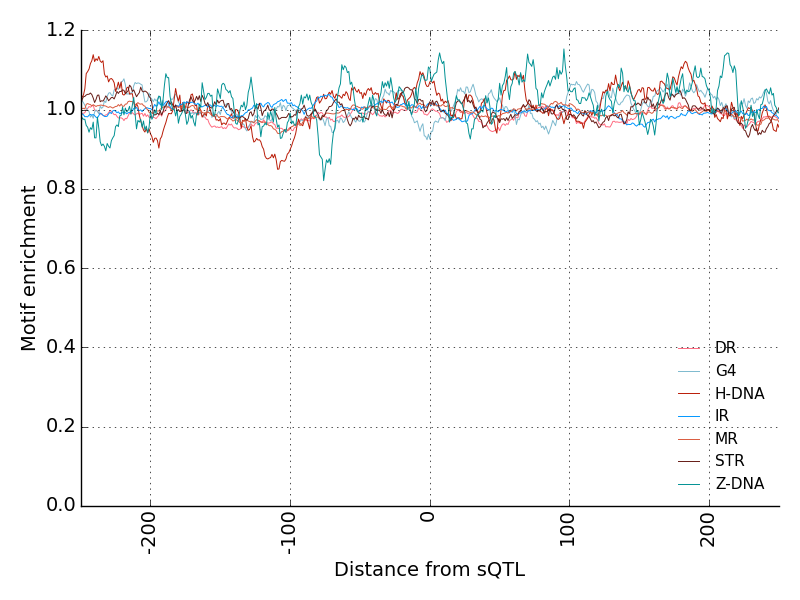 1.2
1.0
0.8
0.6
0.4
0.2
0.0
Motif enrichment
DR
G4
H-DNA
IR
MR
STR
Z-DNA
-200
-100
0
100
200
Distance from sQTL